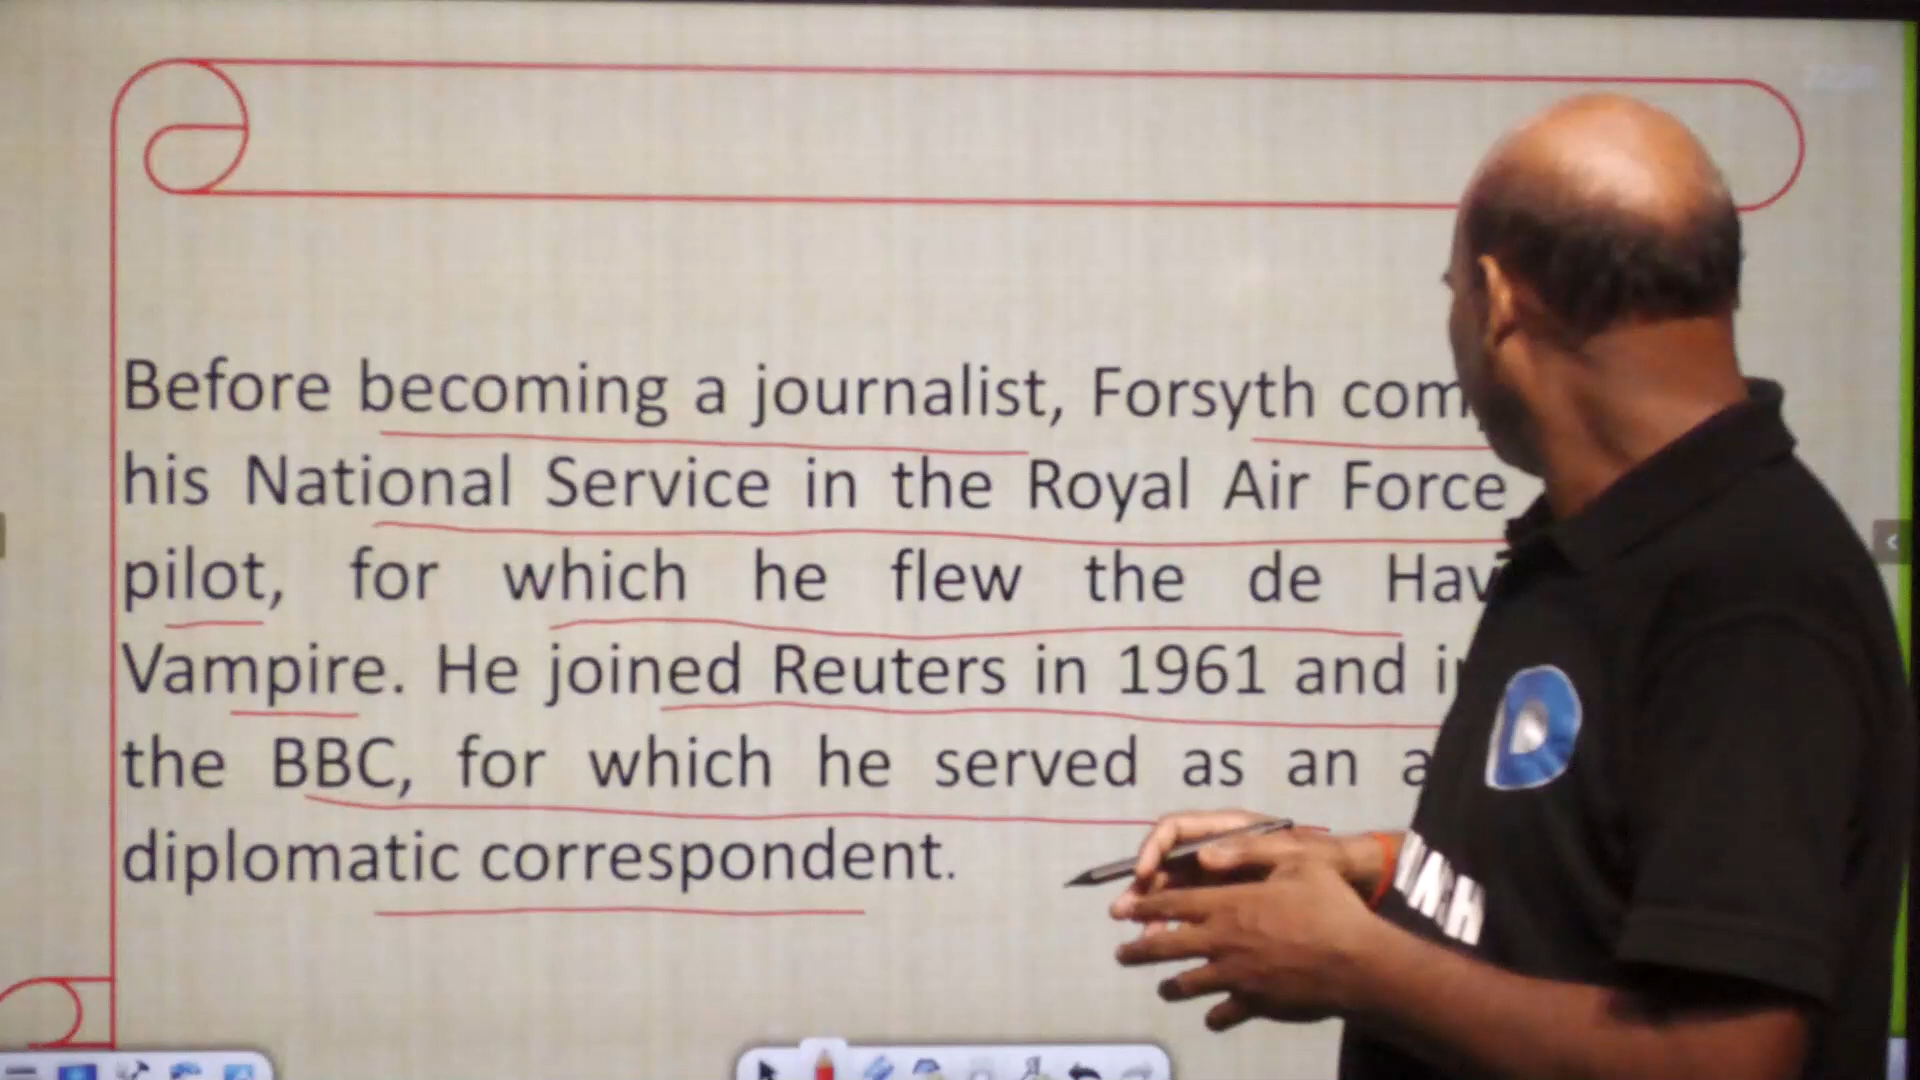 Before becoming a journalist, Forsyth com
his National Service in the Royal Air Force
pilot, for which he flew the de Hav
Vampire. He joined Reuters in 1961 and
the BBC, for which he served as an
diplomatic correspondent.
D